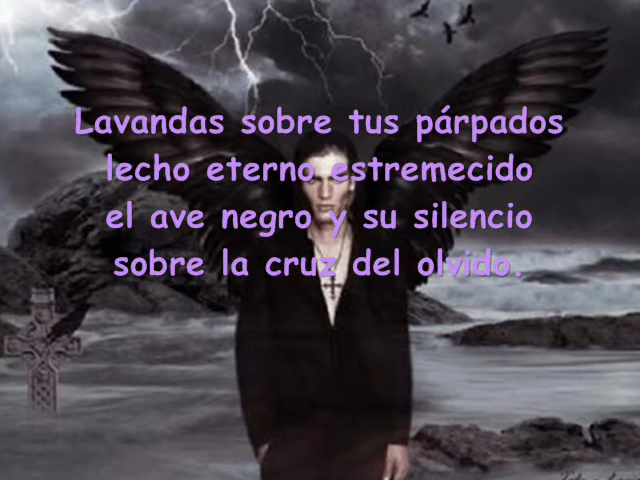 Lavandas sobre tus párpados
lecho eterno estremecido
el ave negro y su silencio
sobre la cruz del olvido.